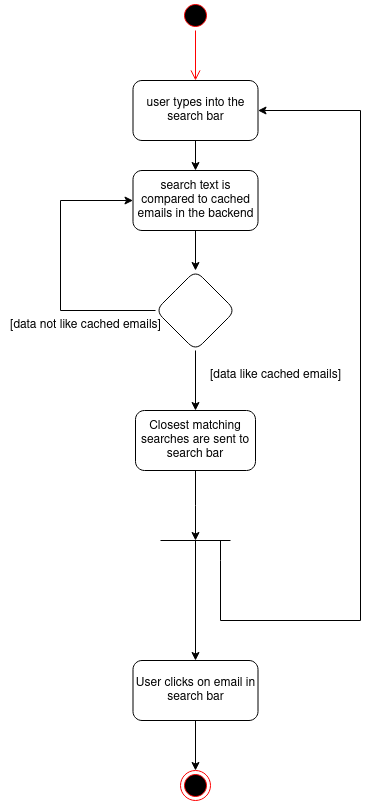 user types into the
search bar
search text is
compared to cached
emails in the backend
[data not like cached emails]
[data like cached emails]
Closest matching
searches are sent to
search bar
User clicks on email in
search bar